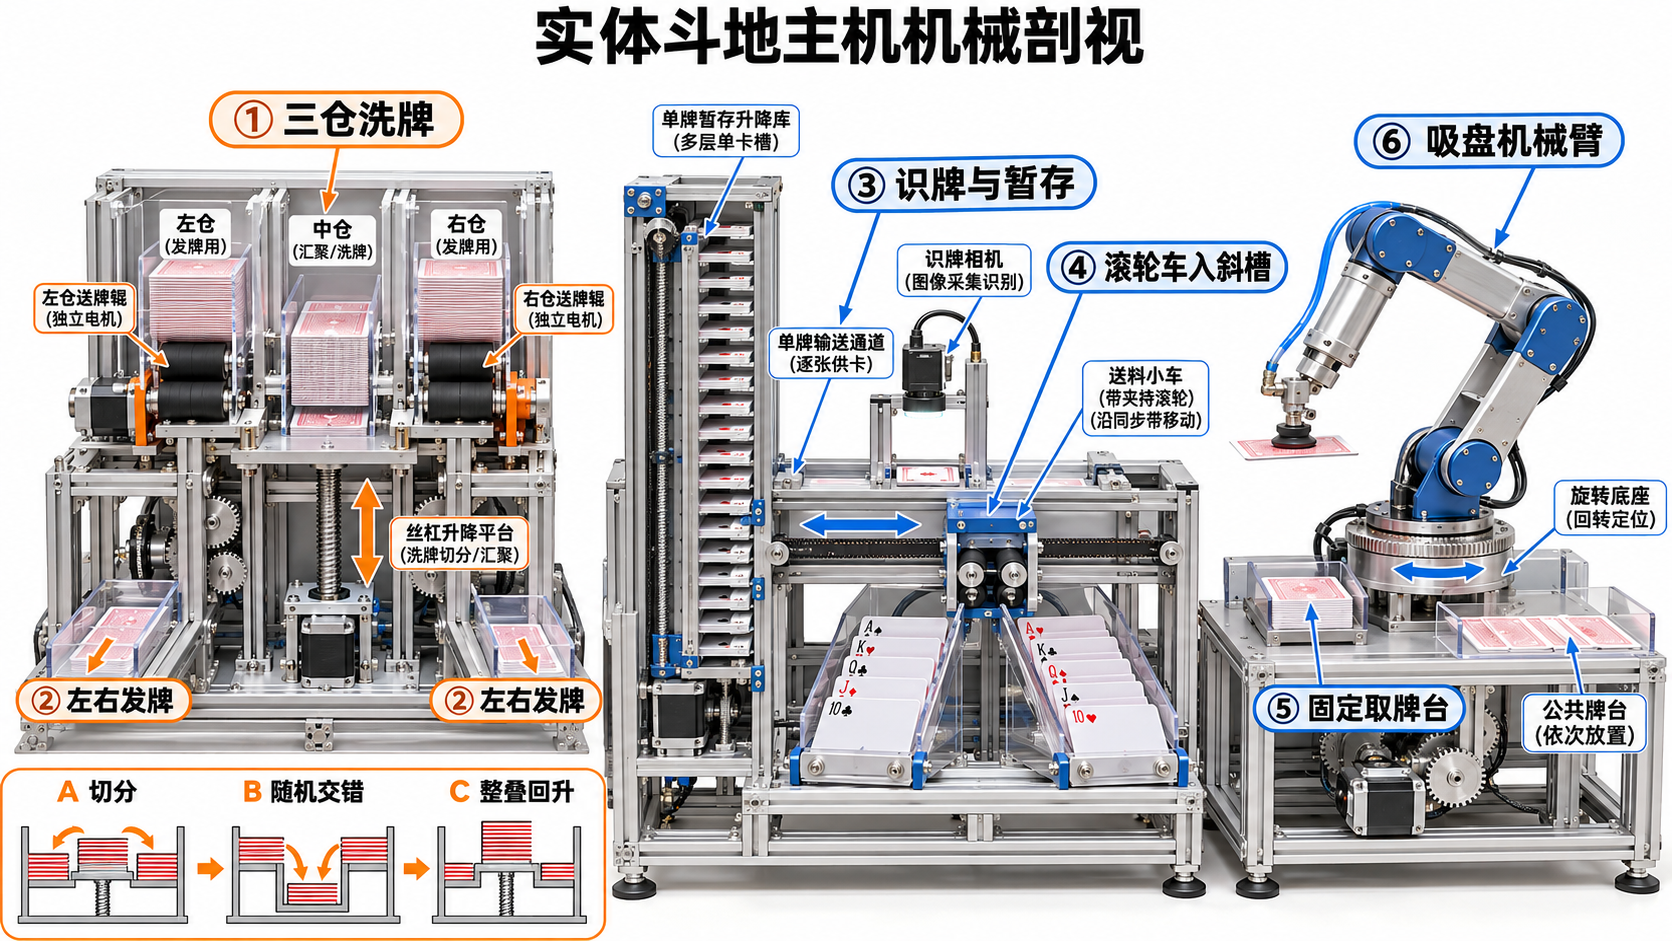 实体斗地主机机械剖视
① 三仓洗牌
左仓
(发牌用)
中仓
(汇聚/洗牌)
右仓
(发牌用)
左仓送牌辊
(独立电机)
右仓送牌辊
(独立电机)
丝杠升降平台
(洗牌切分/汇聚)
② 左右发牌
② 左右发牌
A 切分
B 随机交错
C 整叠回升
单牌暂存升降库
(多层单卡槽)
③ 识牌与暂存
识牌相机
(图像采集识别)
④ 滚轮车入斜槽
单牌输送通道
(逐张供卡)
送料小车
(带夹持滚轮)
(沿同步带移动)
A
K
Q
J
10
A
K
Q
J
10
⑥ 吸盘机械臂
旋转底座
(回转定位)
⑤ 固定取牌台
公共牌台
(依次放置)